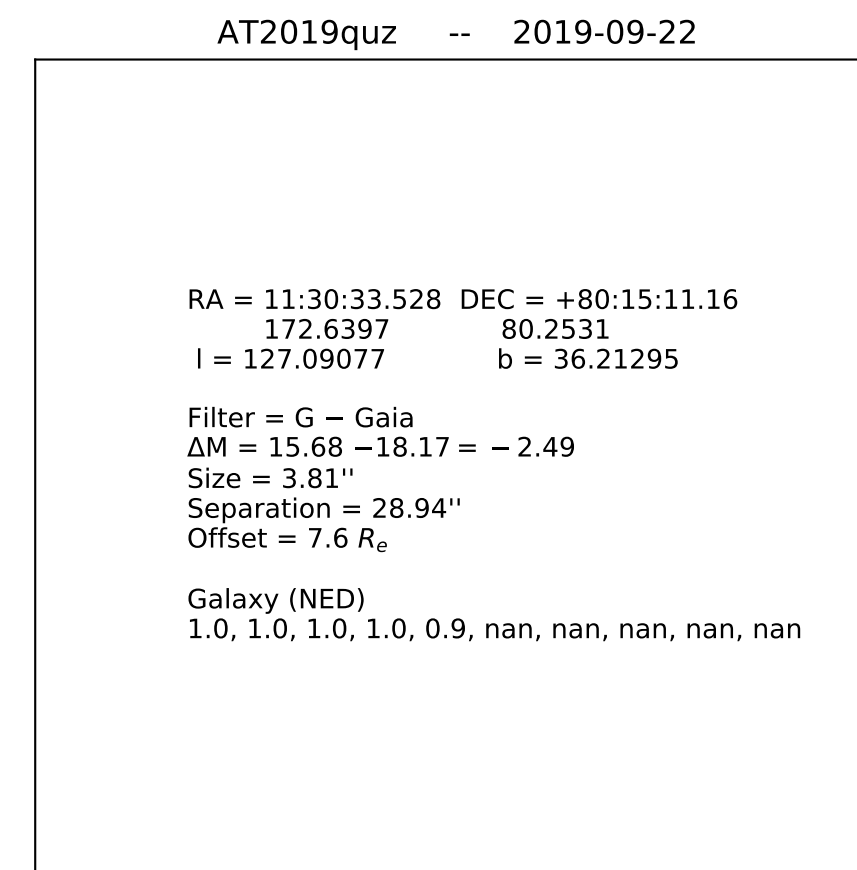 AT2019quz -- 2019-09-22
RA = 11:30:33.528 DEC = +80:15:11.16
172.6397 80.2531
l = 127.09077 b = 36.21295
Filter = G − Gaia
ΔM = 15.68 −18.17 = − 2.49
Size = 3.81''
Separation = 28.94''
Offset = 7.6 Rₑ
Galaxy (NED)
1.0, 1.0, 1.0, 1.0, 0.9, nan, nan, nan, nan, nan